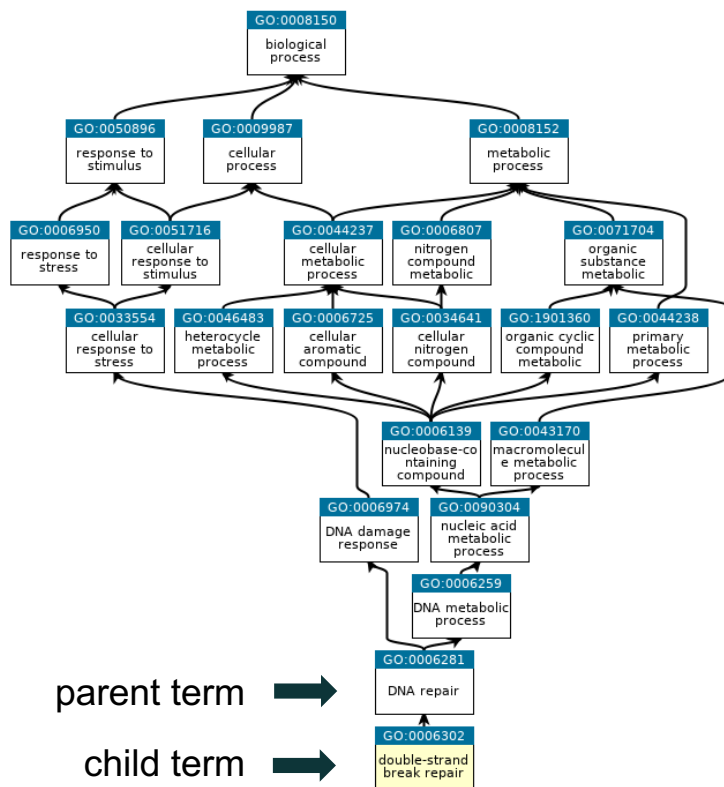 GO:0008150
biological
process
GO:0050896
response to
stimulus
GO:0009987
cellular
process
GO:0008152
metabolic
process
GO:0006950
response to
stress
GO:0051716
cellular
response to
stimulus
GO:0044237
cellular
metabolic
process
GO:0006807
nitrogen
compound
metabolic
GO:0071704
organic
substance
metabolic
GO:0033554
cellular
response to
stress
GO:0046483
heterocycle
metabolic
process
GO:0006725
cellular
aromatic
compound
GO:0034641
cellular
nitrogen
compound
GO:1901360
organic cyclic
compound
metabolic
GO:0044238
primary
metabolic
process
GO:0006139
nucleobase-co
ntaining
compound
GO:0043170
macromolecul
e metabolic
process
GO:0006974
DNA damage
response
GO:0090304
nucleic acid
metabolic
process
GO:0006259
DNA metabolic
process
GO:0006281
DNA repair
parent term
GO:0006302
double-strand
break repair
child term